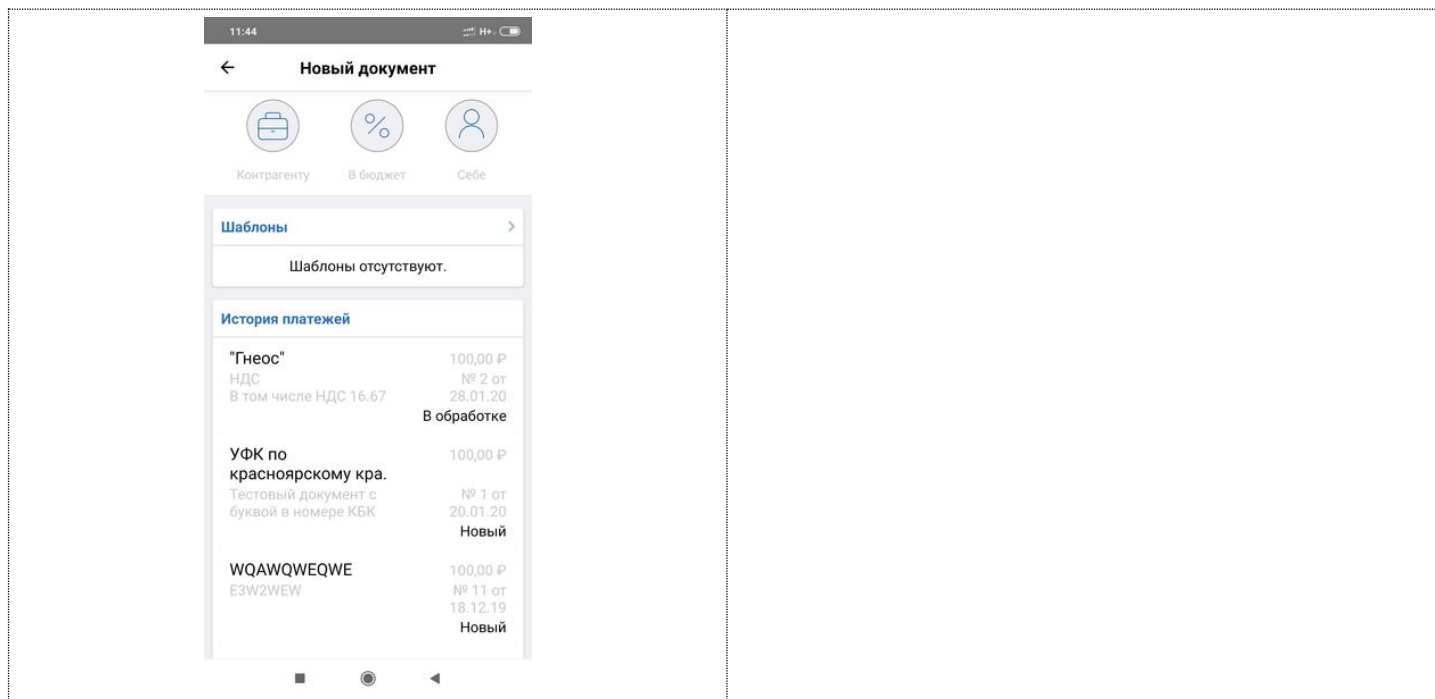 11:44 H+
Новый документ
Контрагенту В бюджет Себе
Шаблоны
Шаблоны отсутствуют.
История платежей
"Гнеос" 100,00 ₽
НДС № 2 от
В том числе НДС 16.67 28.01.20
В обработке
УФК по 100,00 ₽
красноярскому кра.
Тестовый документ с № 1 от
буквой в номере КБК 20.01.20
Новый
WQAWQWEQWE 100,00 ₽
E3W2WEW № 11 от
18.12.19
Новый